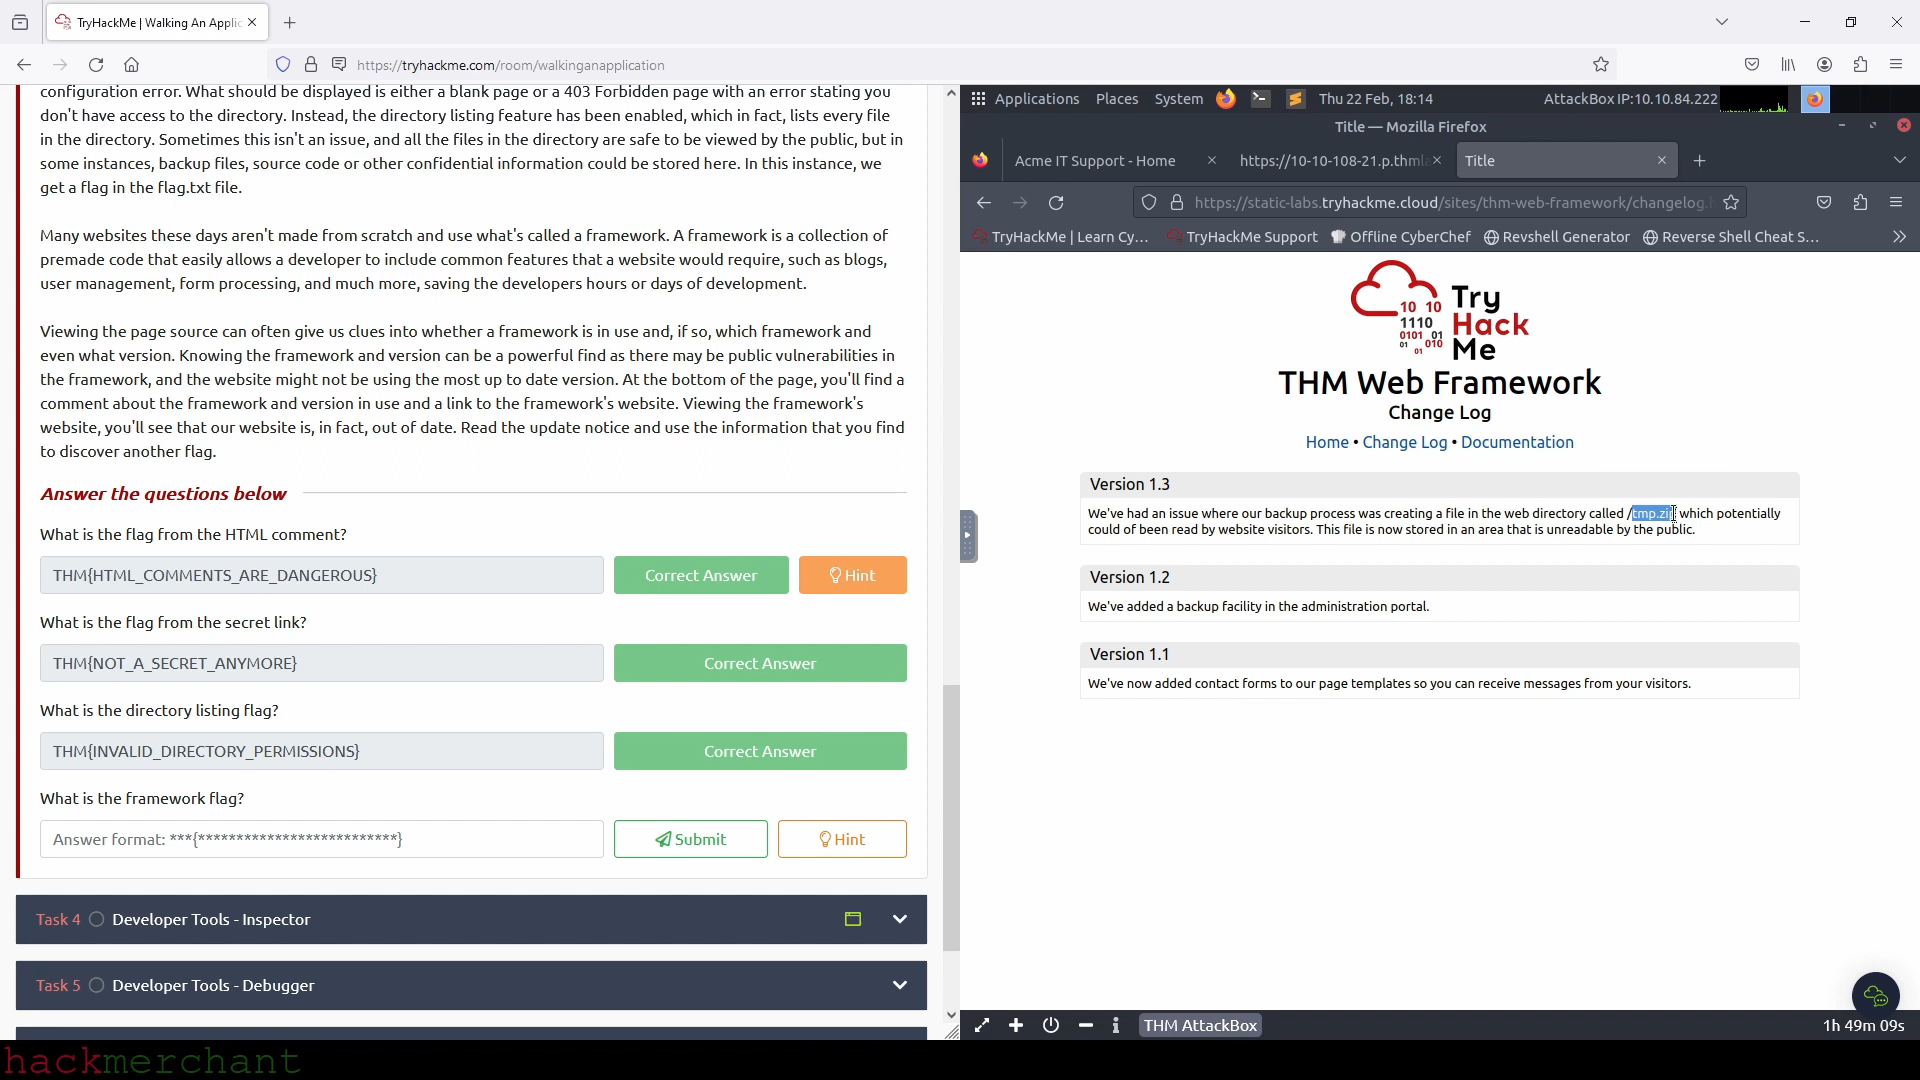 TryHackMe | Walking An Applic
https://tryhackme.com/room/walkinganapplication
configuration error. What should be displayed is either a blank page or a 403 Forbidden page with an error stating you
don't have access to the directory. Instead, the directory listing feature has been enabled, which in fact, lists every file
in the directory. Sometimes this isn't an issue, and all the files in the directory are safe to be viewed by the public, but in
some instances, backup files, source code or other confidential information could be stored here. In this instance, we
get a flag in the flag.txt file.
Many websites these days aren't made from scratch and use what's called a framework. A framework is a collection of
premade code that easily allows a developer to include common features that a website would require, such as blogs,
user management, form processing, and much more, saving the developers hours or days of development.
Viewing the page source can often give us clues into whether a framework is in use and, if so, which framework and
even what version. Knowing the framework and version can be a powerful find as there may be public vulnerabilities in
the framework, and the website might not be using the most up to date version. At the bottom of the page, you'll find a
comment about the framework and version in use and a link to the framework's website. Viewing the framework's
website, you'll see that our website is, in fact, out of date. Read the update notice and use the information that you find
to discover another flag.
Answer the questions below
What is the flag from the HTML comment?
THM{HTML_COMMENTS_ARE_DANGEROUS}
Correct Answer
Hint
What is the flag from the secret link?
THM{NOT_A_SECRET_ANYMORE}
Correct Answer
What is the directory listing flag?
THM{INVALID_DIRECTORY_PERMISSIONS}
Correct Answer
What is the framework flag?
Answer format: ***{**************************}
Submit
Hint
Task 4 Developer Tools - Inspector
Task 5 Developer Tools - Debugger
Applications Places System Thu 22 Feb, 18:14 AttackBox IP:10.10.84.222
Title — Mozilla Firefox
Acme IT Support - Home
https://10-10-108-21.p.thmla
Title
https://static-labs.tryhackme.cloud/sites/thm-web-framework/changelog.h
TryHackMe | Learn Cy... TryHackMe Support Offline CyberChef Revshell Generator Reverse Shell Cheat S...
10 10
1110
0101 01
01 010
01 01
Try
Hack
Me
THM Web Framework
Change Log
Home • Change Log • Documentation
Version 1.3
We've had an issue where our backup process was creating a file in the web directory called /tmp.zip which potentially
could of been read by website visitors. This file is now stored in an area that is unreadable by the public.
Version 1.2
We've added a backup facility in the administration portal.
Version 1.1
We've now added contact forms to our page templates so you can receive messages from your visitors.
THM AttackBox
1h 49m 09s
hackmerchant